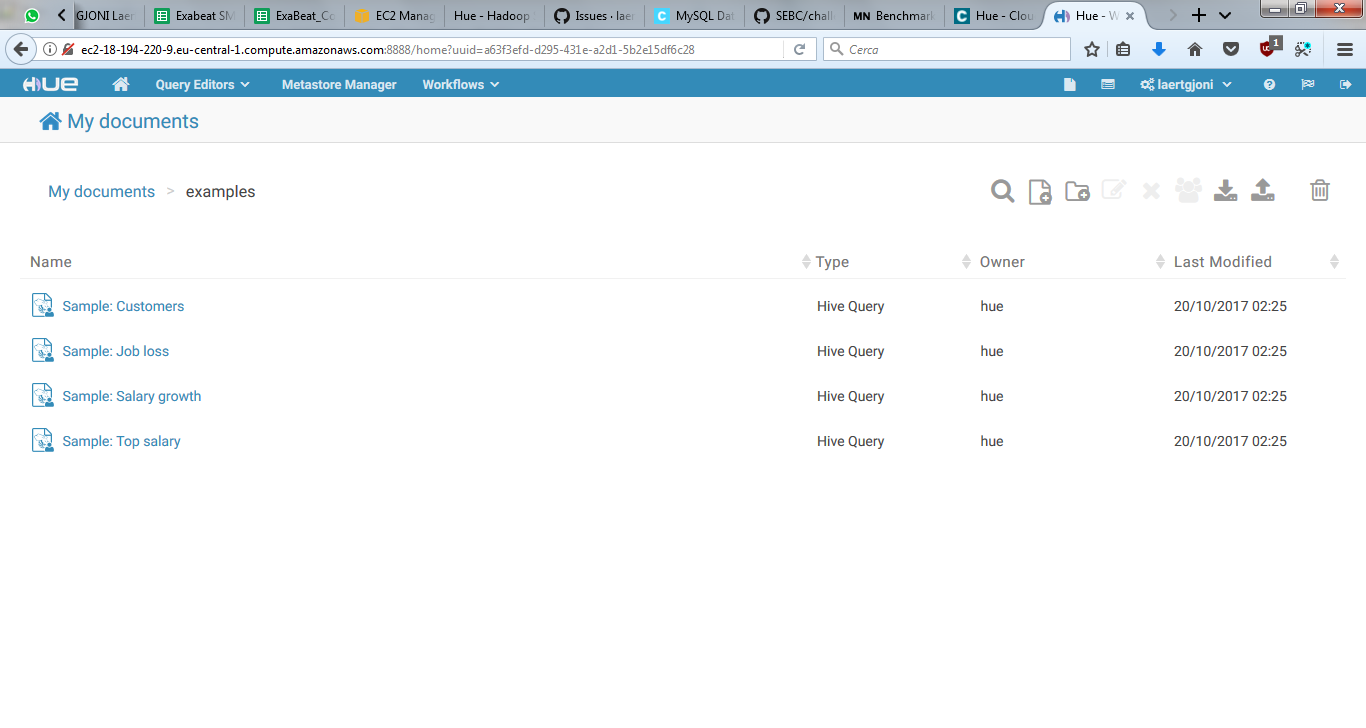 GJONI Laer Exabeat SM ExaBeat_Co EC2 Manag Hue - Hadoop S Issues · laer MySQL Dat SEBC/chall MN Benchmark Hue - Clou Hue - W
ec2-18-194-220-9.eu-central-1.compute.amazonaws.com:8888/home?uuid=a63f3efd-d295-431e-a2d1-5b2e15df6c28 Cerca 1
HUE Query Editors Metastore Manager Workflows laertgjoni
My documents
My documents > examples
Name Type Owner Last Modified
Sample: Customers Hive Query hue 20/10/2017 02:25
Sample: Job loss Hive Query hue 20/10/2017 02:25
Sample: Salary growth Hive Query hue 20/10/2017 02:25
Sample: Top salary Hive Query hue 20/10/2017 02:25